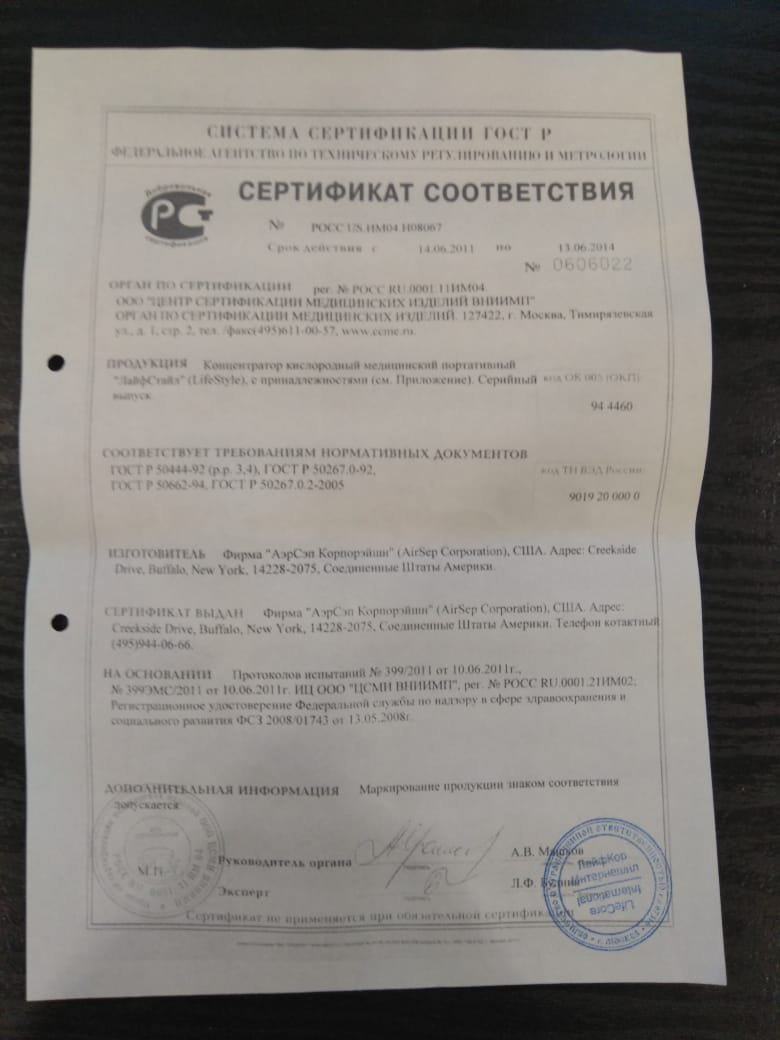 СИСТЕМА СЕРТИФИКАЦИИ ГОСТ Р
ФЕДЕРАЛЬНОЕ АГЕНТСТВО ПО ТЕХНИЧЕСКОМУ РЕГУЛИРОВАНИЮ И МЕТРОЛОГИИ
Добровольная
РСТ
сертификация
СЕРТИФИКАТ СООТВЕТСТВИЯ
№ РОСС US.ИМ04.Н08067
Срок действия с 14.06.2011 по 13.06.2014
№ 0606022
ОРГАН ПО СЕРТИФИКАЦИИ рег. № РОСС RU.0001.11ИМ04.
ООО "ЦЕНТР СЕРТИФИКАЦИИ МЕДИЦИНСКИХ ИЗДЕЛИЙ ВНИИМП"
ОРГАН ПО СЕРТИФИКАЦИИ МЕДИЦИНСКИХ ИЗДЕЛИЙ. 127422, г. Москва, Тимирязевская
ул., д. 1, стр. 2, тел. /факс(495)611-00-57, www.ccme.ru.
ПРОДУКЦИЯ Концентратор кислородный медицинский портативный
"ЛайфСтайл" (LifeStyle), с принадлежностями (см. Приложение). Серийный
выпуск
код ОК 005 (ОКП):
94 4460
СООТВЕТСТВУЕТ ТРЕБОВАНИЯМ НОРМАТИВНЫХ ДОКУМЕНТОВ
ГОСТ Р 50444-92 (р.р. 3,4), ГОСТ Р 50267.0-92,
ГОСТ Р 50662-94, ГОСТ Р 50267.0.2-2005
код ТН ВЭД России:
9019 20 000 0
ИЗГОТОВИТЕЛЬ Фирма "АэрСэп Корпорэйшн" (AirSep Corporation), США. Адрес: Creekside
Drive, Buffalo, New York, 14228-2075, Соединенные Штаты Америки.
СЕРТИФИКАТ ВЫДАН Фирма "АэрСэп Корпорэйшн" (AirSep Corporation), США. Адрес:
Creekside Drive, Buffalo, New York, 14228-2075, Соединенные Штаты Америки. Телефон котактный
(495)944-06-66.
НА ОСНОВАНИИ Протоколов испытаний № 399/2011 от 10.06.2011г.,
№ 399ЭМС/2011 от 10.06.2011г. ИЦ ООО "ЦСМИ ВНИИМП", рег. № РОСС RU.0001.21ИМ02;
Регистрационное удостоверение Федеральной службы по надзору в сфере здравоохранения и
социального развития ФСЗ 2008/01743 от 13.05.2008г.
ДОПОЛНИТЕЛЬНАЯ ИНФОРМАЦИЯ Маркирование продукции знаком соответствия
допускается
М.П.
Руководитель органа
А.В. Машков
Эксперт
Л.Ф.
ЛайфКор
Интернешнл
LifeCore
International
Сертификат не применяется при обязательной